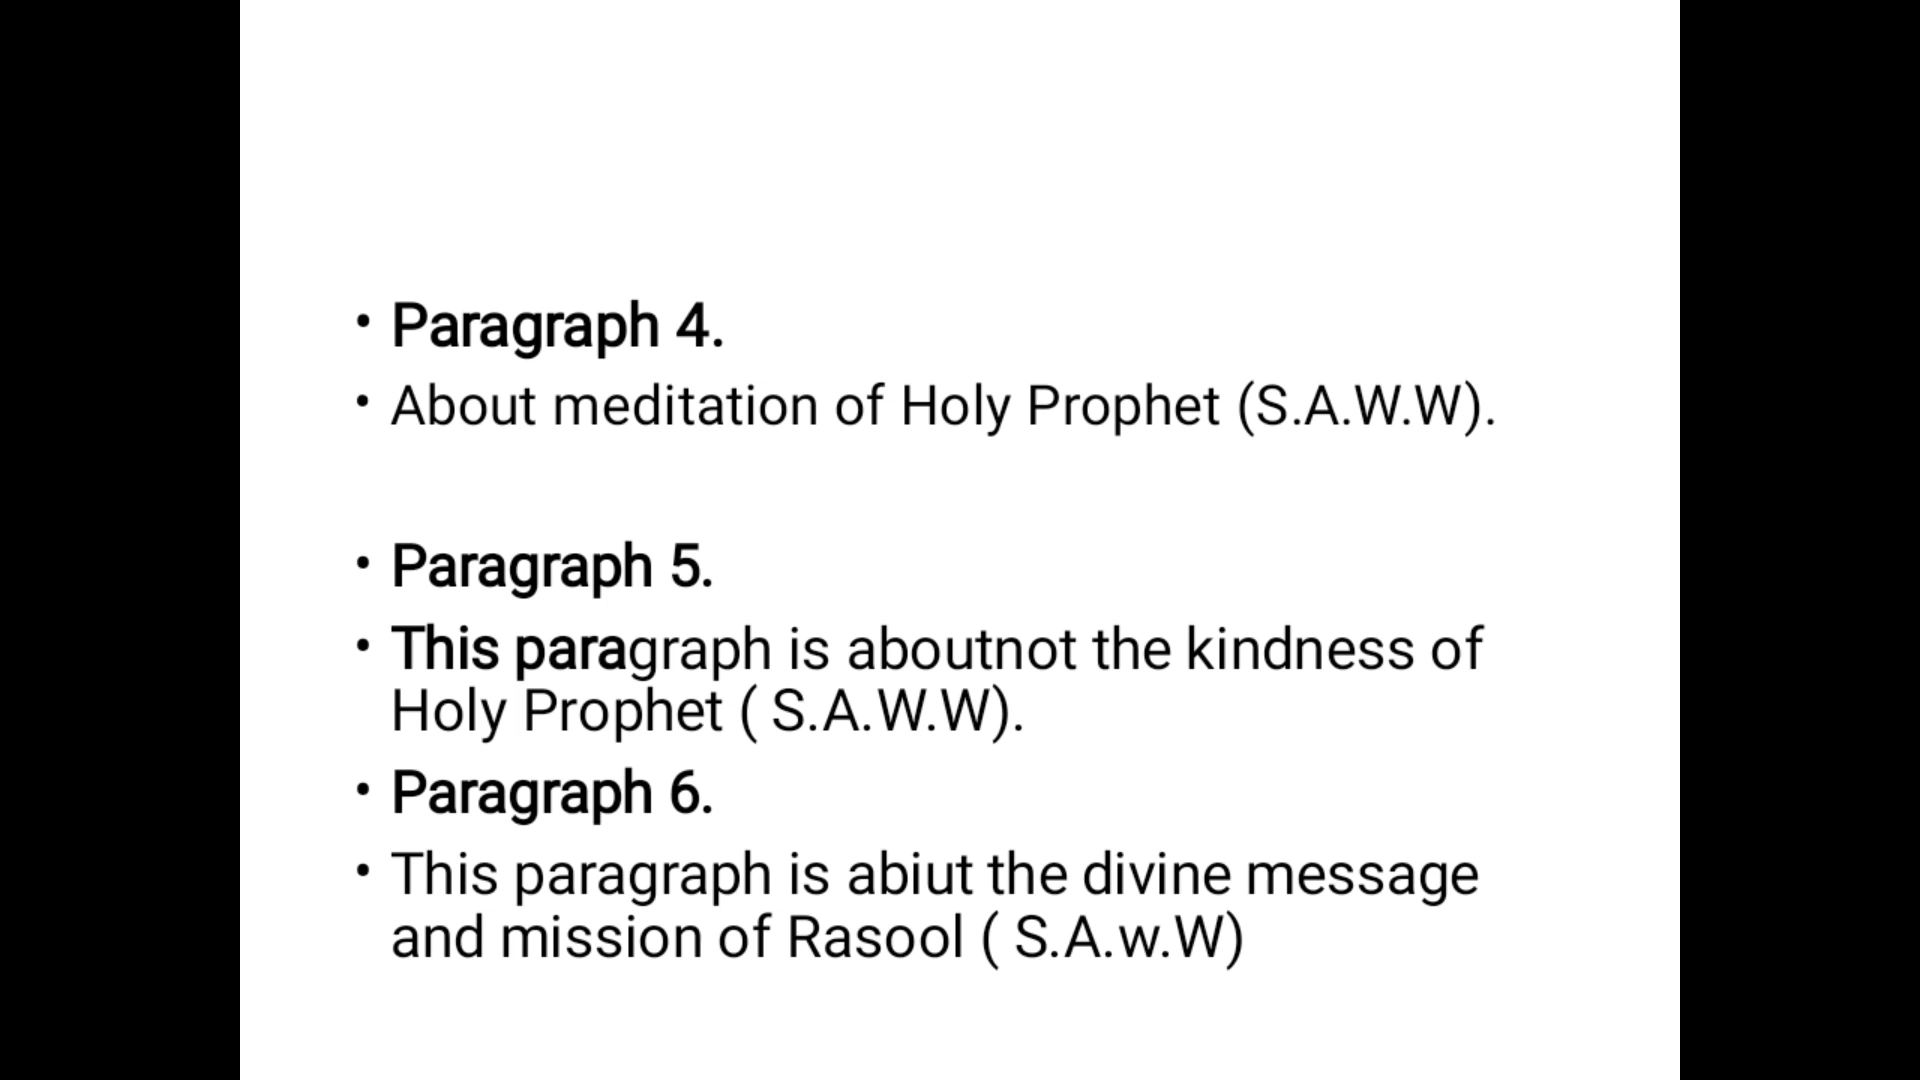 • Paragraph 4.
• About meditation of Holy Prophet (S.A.W.W).
• Paragraph 5.
• This paragraph is aboutnot the kindness of
Holy Prophet ( S.A.W.W).
• Paragraph 6.
• This paragraph is abiut the divine message
and mission of Rasool ( S.A.w.W)